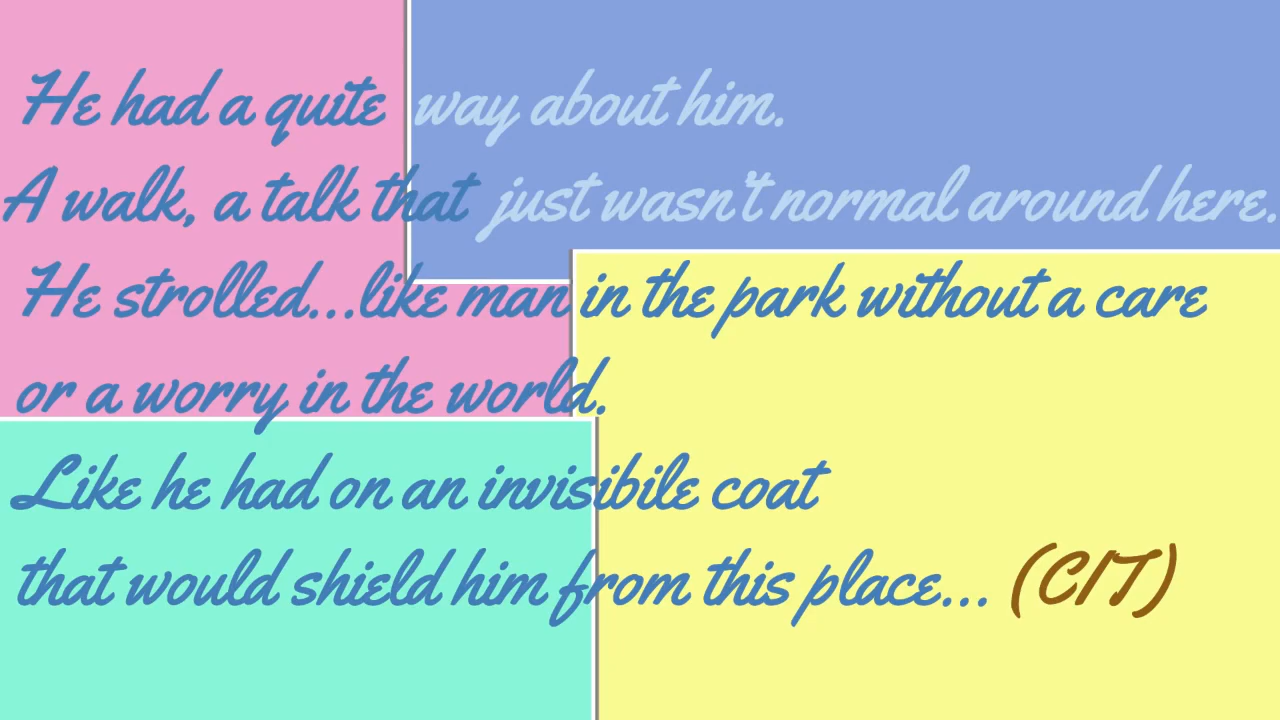 He had a quite way about him.
A walk, a talk that just wasn't normal around here.
He strolled...like man in the park without a care
or a worry in the world.
Like he had on an invisibile coat
that would shield him from this place... (CIT)